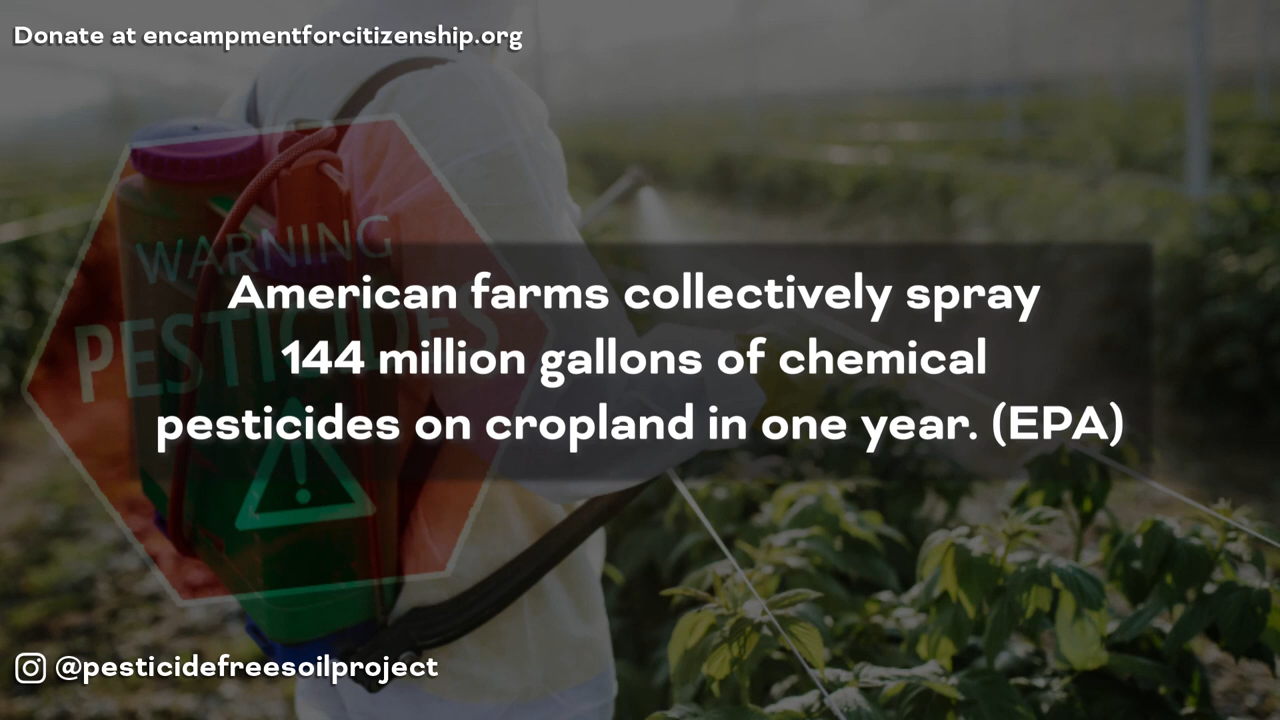 Donate at encampmentforcitizenship.org
WARNING
PESTICIDES
American farms collectively spray
144 million gallons of chemical
pesticides on cropland in one year. (EPA)
@pesticidefreesoilproject